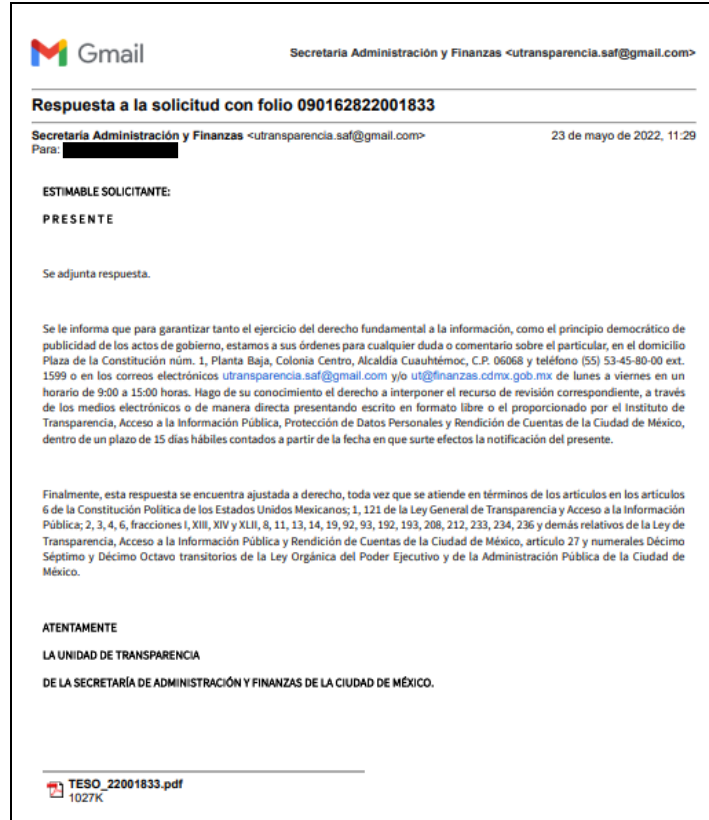 Gmail
Secretaria Administración y Finanzas <utransparencia.saf@gmail.com>
Respuesta a la solicitud con folio 090162822001833
Secretaria Administración y Finanzas <utransparencia.saf@gmail.com> 23 de mayo de 2022, 11:29
Para:
ESTIMABLE SOLICITANTE:
P R E S E N T E
Se adjunta respuesta.
Se le informa que para garantizar tanto el ejercicio del derecho fundamental a la información, como el principio democrático de
publicidad de los actos de gobierno, estamos a sus órdenes para cualquier duda o comentario sobre el particular, en el domicilio
Plaza de la Constitución núm. 1, Planta Baja, Colonia Centro, Alcaldía Cuauhtémoc, C.P. 06068 y teléfono (55) 53-45-80-00 ext.
1599 o en los correos electrónicos utransparencia.saf@gmail.com y/o ut@finanzas.cdmx.gob.mx de lunes a viernes en un
horario de 9:00 a 15:00 horas. Hago de su conocimiento el derecho a interponer el recurso de revisión correspondiente, a través
de los medios electrónicos o de manera directa presentando escrito en formato libre o el proporcionado por el Instituto de
Transparencia, Acceso a la Información Pública, Protección de Datos Personales y Rendición de Cuentas de la Ciudad de México,
dentro de un plazo de 15 días hábiles contados a partir de la fecha en que surte efectos la notificación del presente.
Finalmente, esta respuesta se encuentra ajustada a derecho, toda vez que se atiende en términos de los artículos en los artículos
6 de la Constitución Política de los Estados Unidos Mexicanos; 1, 121 de la Ley General de Transparencia y Acceso a la Información
Pública; 2, 3, 4, 6, fracciones I, XIII, XIV y XLII, 8, 11, 13, 14, 19, 92, 93, 192, 193, 208, 212, 233, 234, 236 y demás relativos de la Ley de
Transparencia, Acceso a la Información Pública y Rendición de Cuentas de la Ciudad de México, artículo 27 y numerales Décimo
Séptimo y Décimo Octavo transitorios de la Ley Orgánica del Poder Ejecutivo y de la Administración Pública de la Ciudad de
México.
ATENTAMENTE
LA UNIDAD DE TRANSPARENCIA
DE LA SECRETARÍA DE ADMINISTRACIÓN Y FINANZAS DE LA CIUDAD DE MÉXICO.
TESO_22001833.pdf
1027K